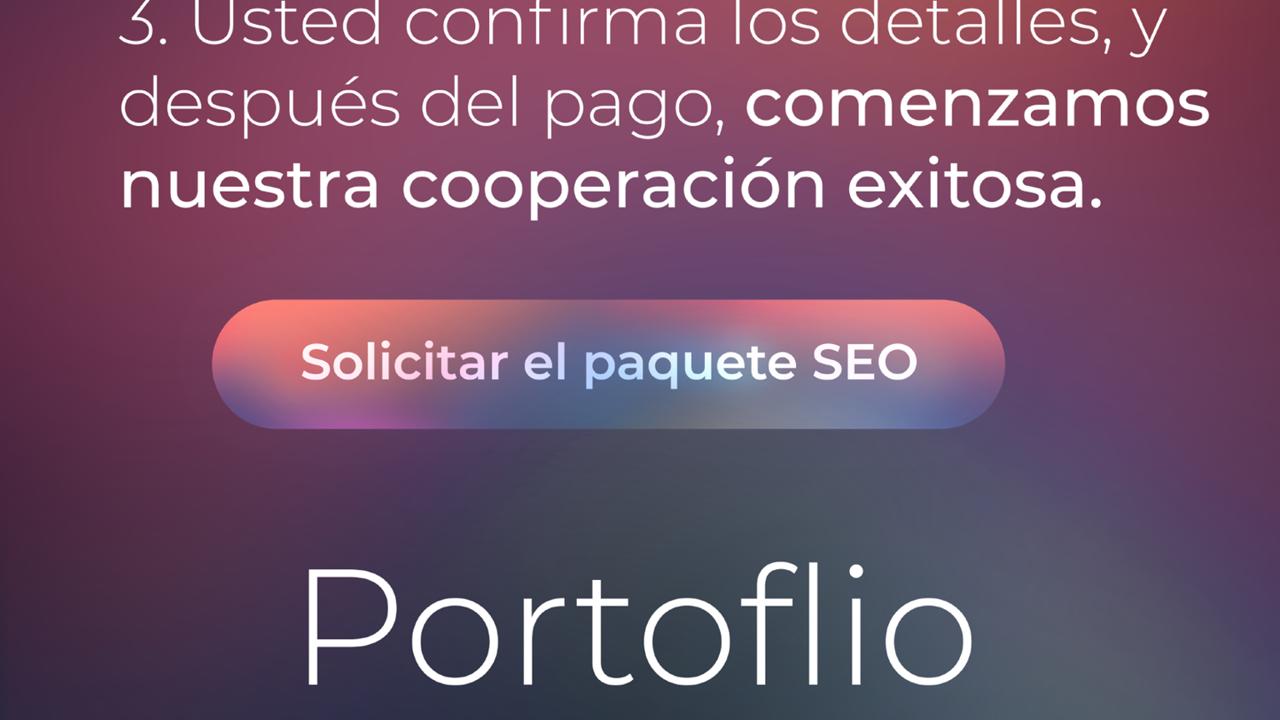 3. Usted confirma los detalles, y
después del pago, comenzamos
nuestra cooperación exitosa.
Solicitar el paquete SEO
Portoflio